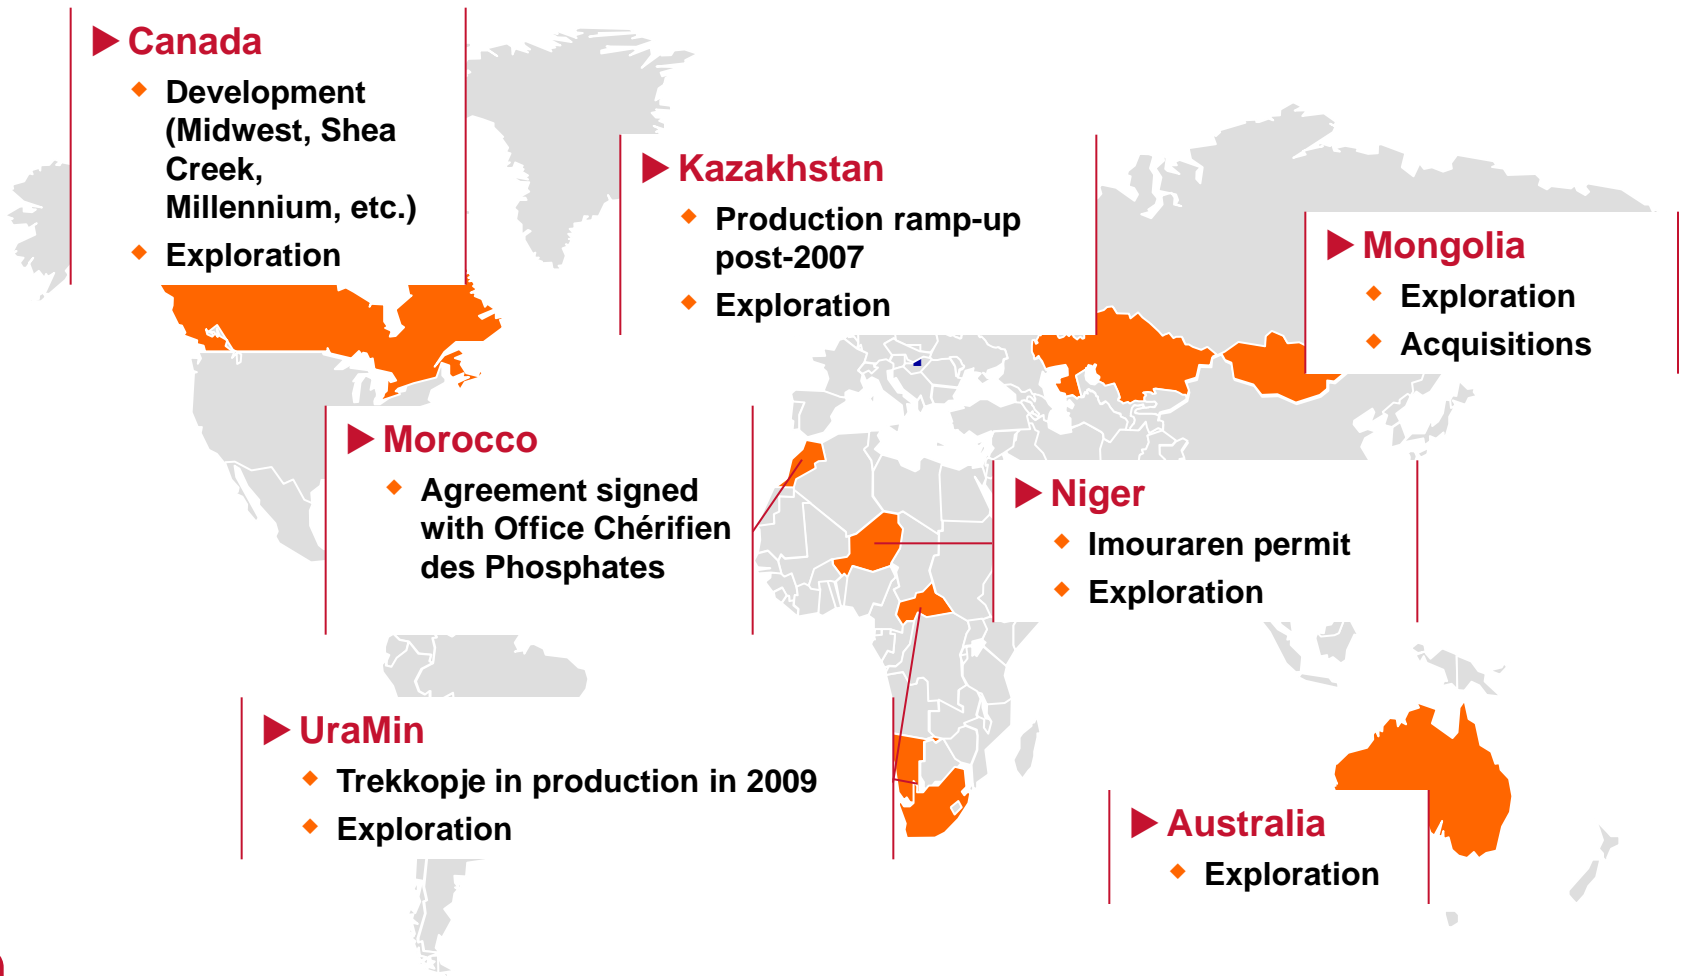 Canada
Development
(Midwest, Shea
Creek,
Millennium, etc.)
Exploration
Kazakhstan
Production ramp-up
post-2007
Exploration
Mongolia
Exploration
Acquisitions
Morocco
Agreement signed
with Office Chérifien
des Phosphates
Niger
Imouraren permit
Exploration
UraMin
Trekkopje in production in 2009
Exploration
Australia
Exploration